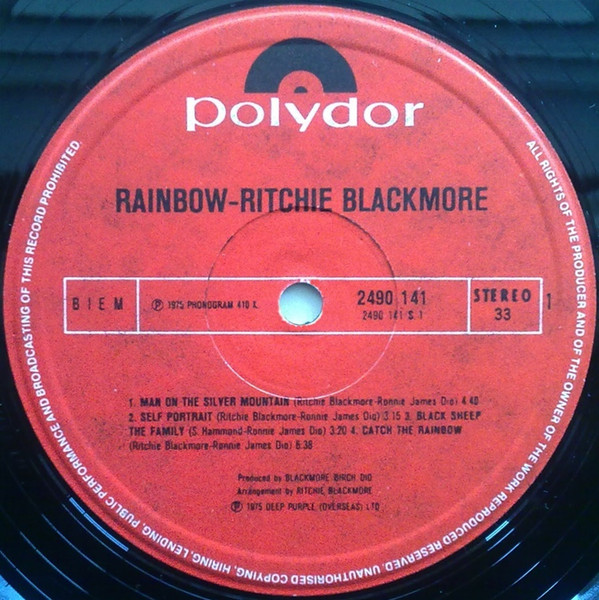 polydor
RAINBOW-RITCHIE BLACKMORE
BIEM
℗ 1975 PHONOGRAM 410 X.
2490 141
2490 141 S 1
STEREO
33
1
1. MAN ON THE SILVER MOUNTAIN (Ritchie Blackmore-Ronnie James Dio) 4.40
2. SELF PORTRAIT (Ritchie Blackmore-Ronnie James Dio) 3:15 3. BLACK SHEEP
THE FAMILY (S. Hammond-Ronnie James Dio) 3:20 4. CATCH THE RAINBOW
(Ritchie Blackmore-Ronnie James Dio) 6:38
Produced by BLACKMORE BIRCH DIO
Arrangement by RITCHIE BLACKMORE
℗ 1975 DEEP PURPLE (OVERSEAS) LTD
ALL RIGHTS OF THE PRODUCER AND OF THE OWNER OF THE WORK REPRODUCED RESERVED. UNAUTHORISED COPYING, HIRING, LENDING, PUBLIC PERFORMANCE AND BROADCASTING OF THIS RECORD PROHIBITED.